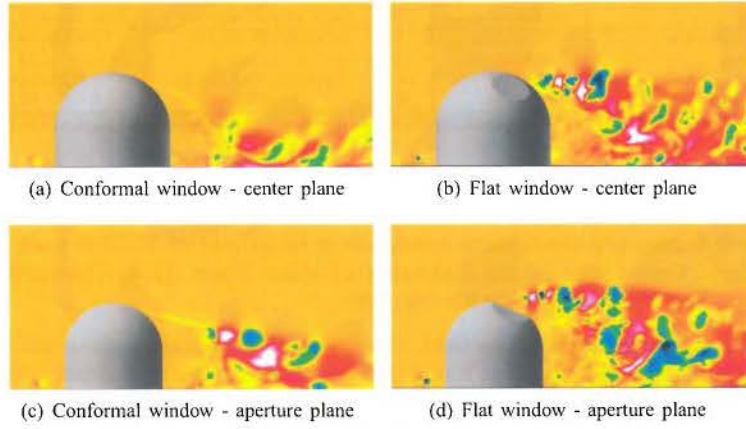 (a) Conformal window - center plane
(b) Flat window - center plane
(c) Conformal window - aperture plane
(d) Flat window - aperture plane